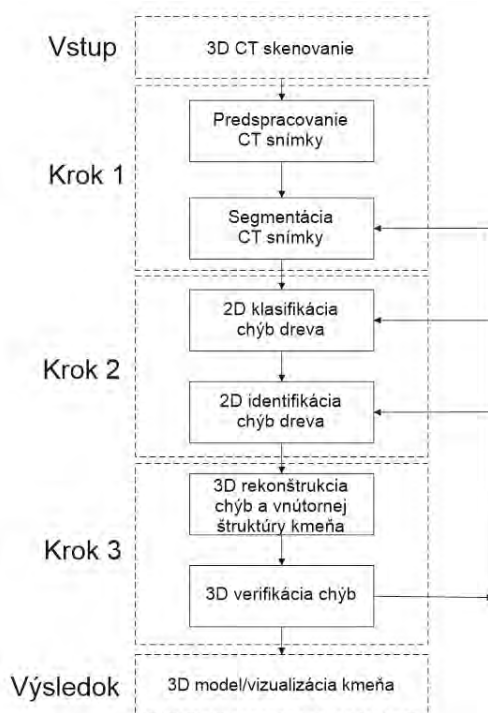 Vstup
3D CT skenovanie
Krok 1
Predspracovanie
CT snímky
Segmentácia
CT snímky
Krok 2
2D klasifikácia
chýb dreva
2D identifikácia
chýb dreva
Krok 3
3D rekonštrukcia
chýb a vnútornej
štruktúry kmeňa
3D verifikácia chýb
Výsledok
3D model/vizualizácia kmeňa